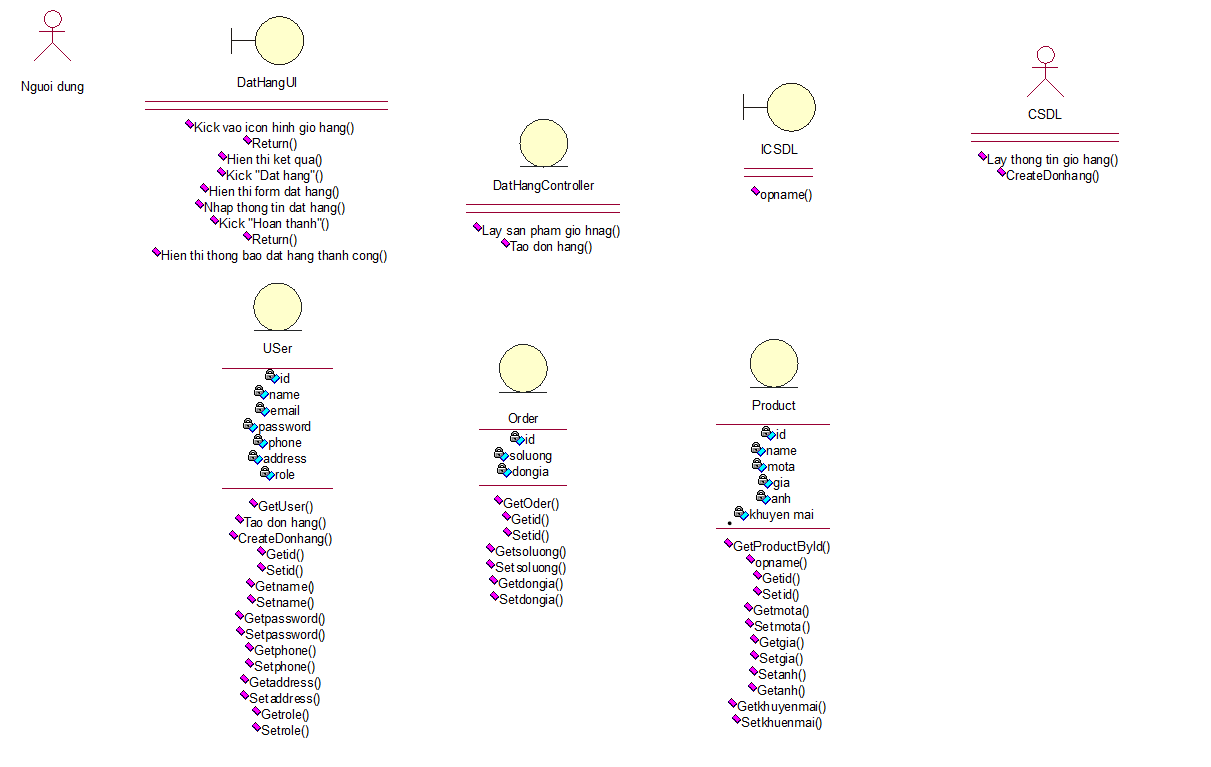 Nguoi dung
DatHangUI
Kick vao icon hinh gio hang()
Return()
Hien thi ket qua()
Kick "Dat hang"()
Hien thi form dat hang()
Nhap thong tin dat hang()
Kick "Hoan thanh"()
Return()
Hien thi thong bao dat hang thanh cong()
DatHangController
Lay san pham gio hnag()
Tao don hang()
ICSDL
opname()
CSDL
Lay thong tin gio hang()
CreateDonhang()
USer
id
name
email
password
phone
address
role
GetUser()
Tao don hang()
CreateDonhang()
Getid()
Setid()
Getname()
Setname()
Getpassword()
Setpassword()
Getphone()
Setphone()
Getaddress()
Setaddress()
Getrole()
Setrole()
Order
id
soluong
dongia
GetOder()
Getid()
Setid()
Getsoluong()
Setsoluong()
Getdongia()
Setdongia()
Product
id
name
mota
gia
anh
khuyen mai
GetProductById()
opname()
Getid()
Setid()
Getmota()
Setmota()
Getgia()
Setgia()
Setanh()
Getanh()
Getkhuyenmai()
Setkhuenmai()